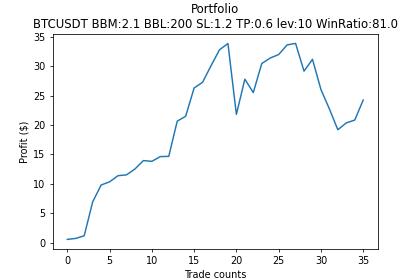 Portfolio
BTCUSDT BBM:2.1 BBL:200 SL:1.2 TP:0.6 lev:10 WinRatio:81.0
35
30
25
20
15
10
5
0
Profit ($)
0 5 10 15 20 25 30 35
Trade counts